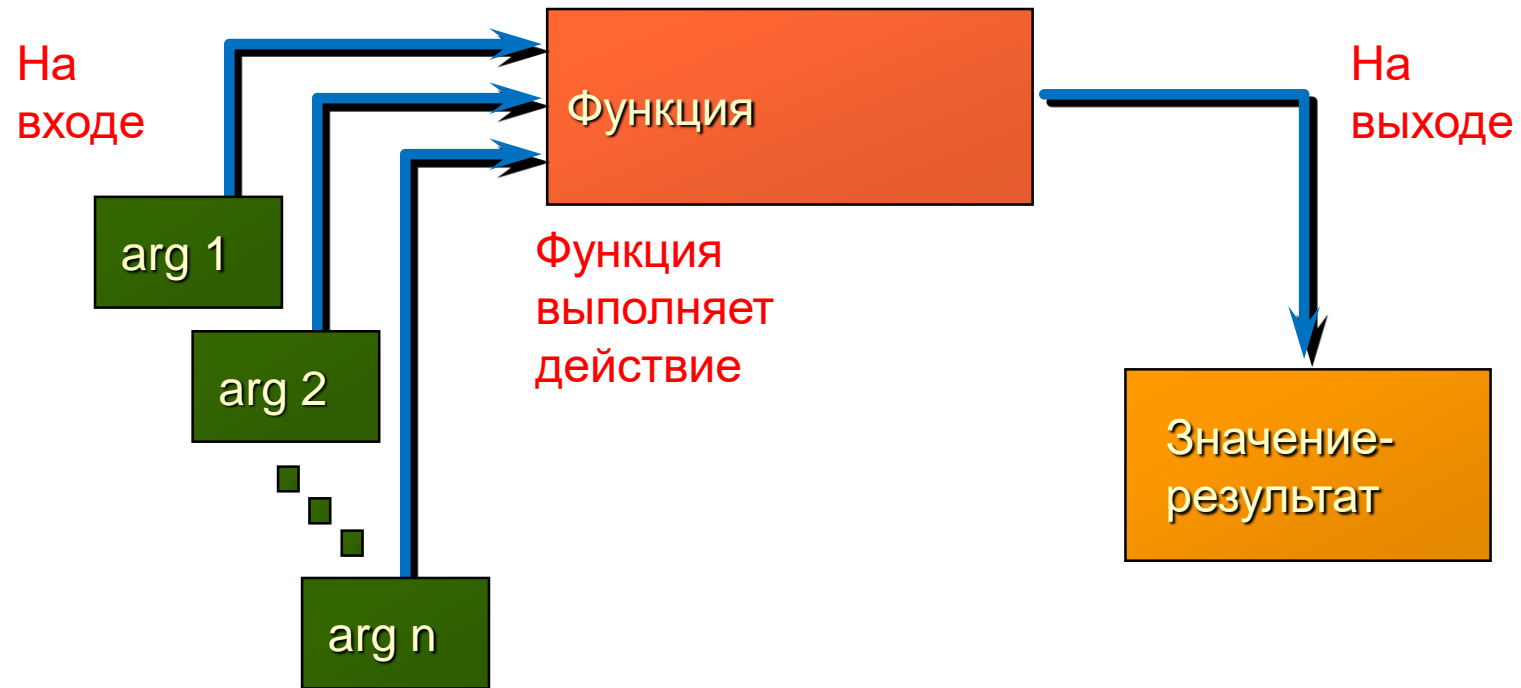 На
входе
Функция
На
выходе
arg 1
Функция
выполняет
действие
arg 2
Значение-
результат
arg n